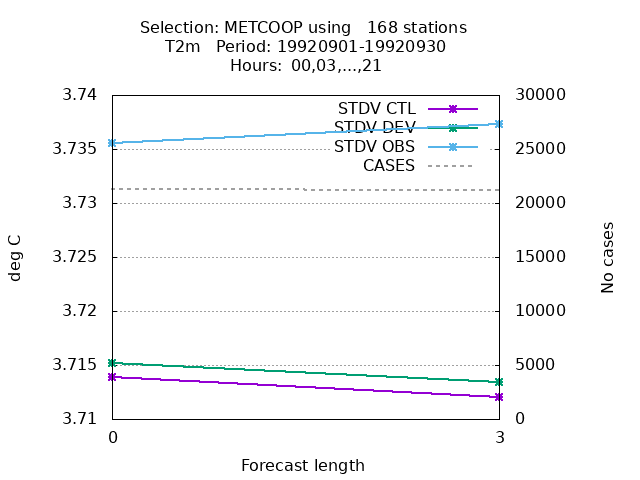 Selection: METCOOP using   168 stations
T2m   Period: 19920901-19920930
Hours:  00,03,...,21
3.74
3.735
3.73
3.725
3.72
3.715
3.71
30000
25000
20000
15000
10000
5000
0
STDV CTL
STDV DEV
STDV OBS
CASES
deg C
No cases
0
3
Forecast length